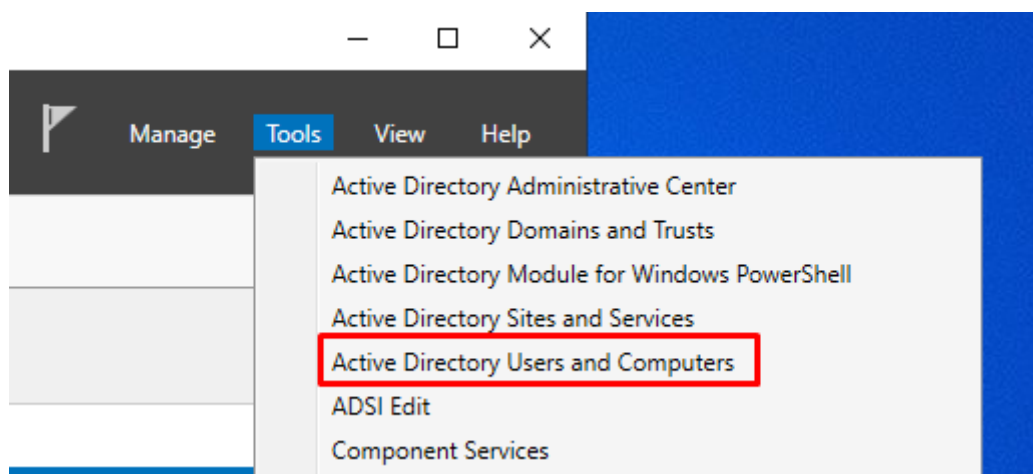 Manage Tools View Help
Active Directory Administrative Center
Active Directory Domains and Trusts
Active Directory Module for Windows PowerShell
Active Directory Sites and Services
Active Directory Users and Computers
ADSI Edit
Component Services